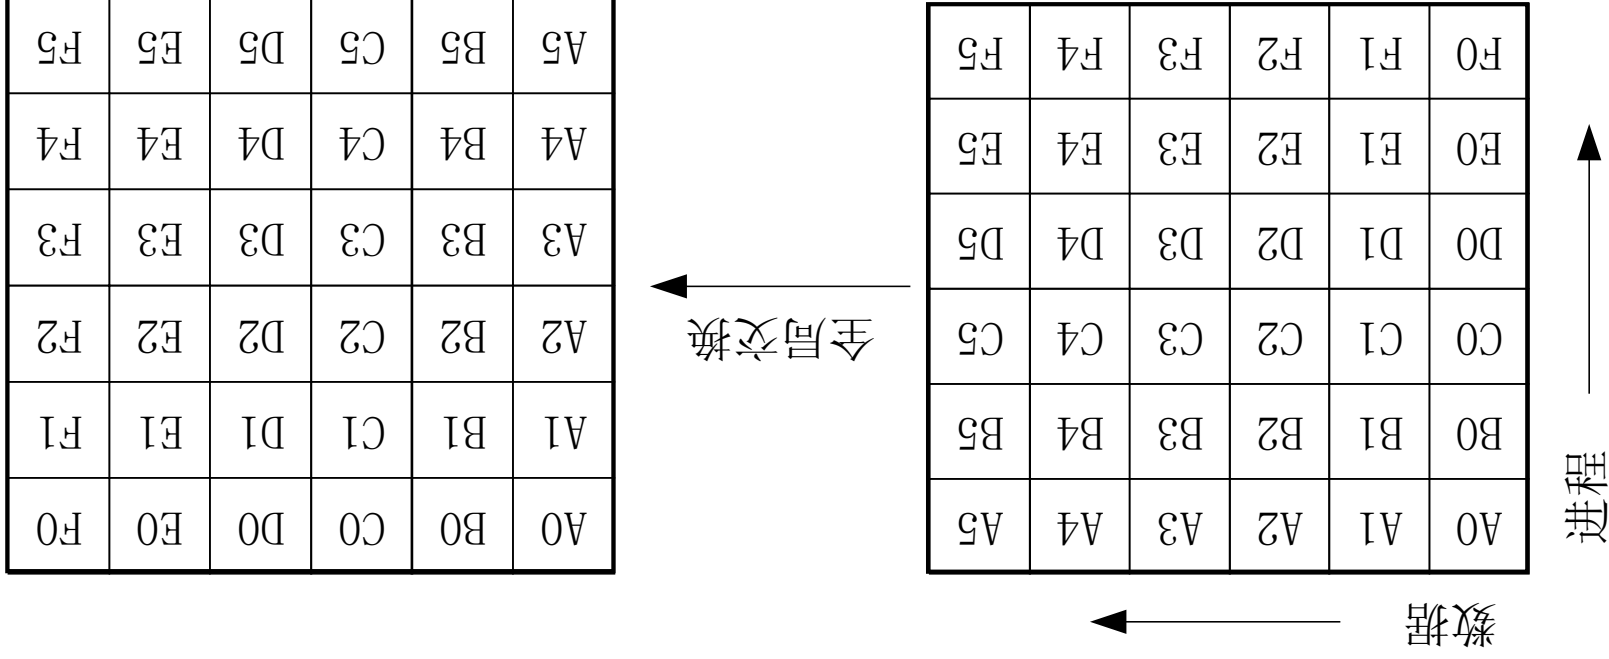 数据
进程
A0 A1 A2 A3 A4 A5
B0 B1 B2 B3 B4 B5
C0 C1 C2 C3 C4 C5
D0 D1 D2 D3 D4 D5
E0 E1 E2 E3 E4 E5
F0 F1 F2 F3 F4 F5
全局交换
A0 B0 C0 D0 E0 F0
A1 B1 C1 D1 E1 F1
A2 B2 C2 D2 E2 F2
A3 B3 C3 D3 E3 F3
A4 B4 C4 D4 E4 F4
A5 B5 C5 D5 E5 F5